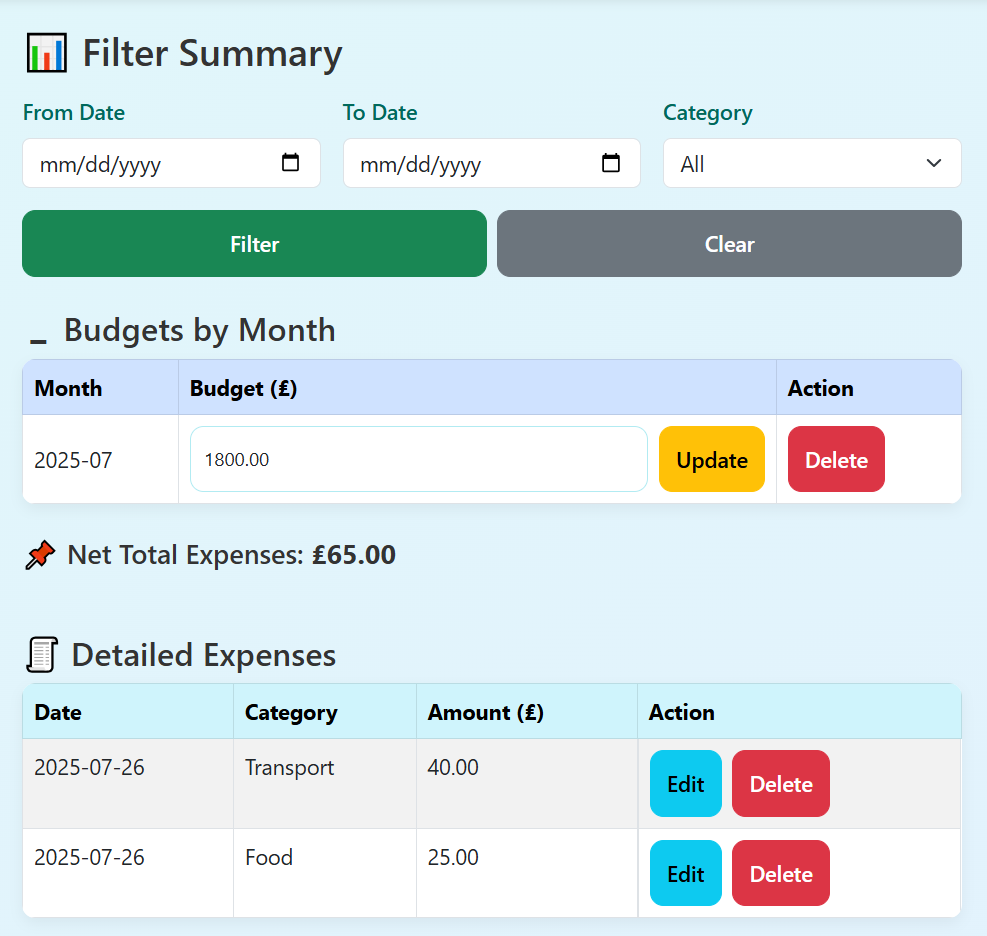 Filter Summary
From Date To Date Category
mm/dd/yyyy mm/dd/yyyy All
Filter Clear
_ Budgets by Month
Month Budget (£) Action
2025-07 1800.00 Update Delete
Net Total Expenses: £65.00
Detailed Expenses
Date Category Amount (£) Action
2025-07-26 Transport 40.00 Edit Delete
2025-07-26 Food 25.00 Edit Delete